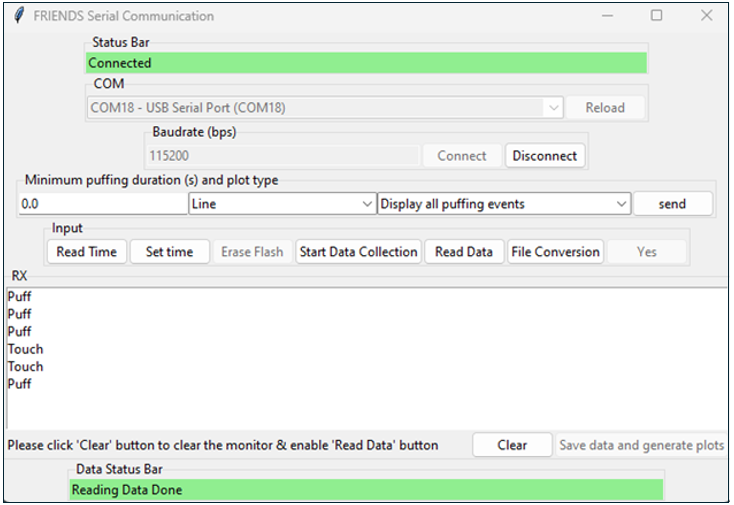 FRIENDS Serial Communication
Status Bar
Connected
COM
COM18 - USB Serial Port (COM18) Reload
Baudrate (bps)
115200 Connect Disconnect
Minimum puffing duration (s) and plot type
0.0 Line Display all puffing events send
Input
Read Time Set time Erase Flash Start Data Collection Read Data File Conversion Yes
RX
Puff
Puff
Puff
Touch
Touch
Puff
Please click 'Clear' button to clear the monitor & enable 'Read Data' button Clear Save data and generate plots
Data Status Bar
Reading Data Done